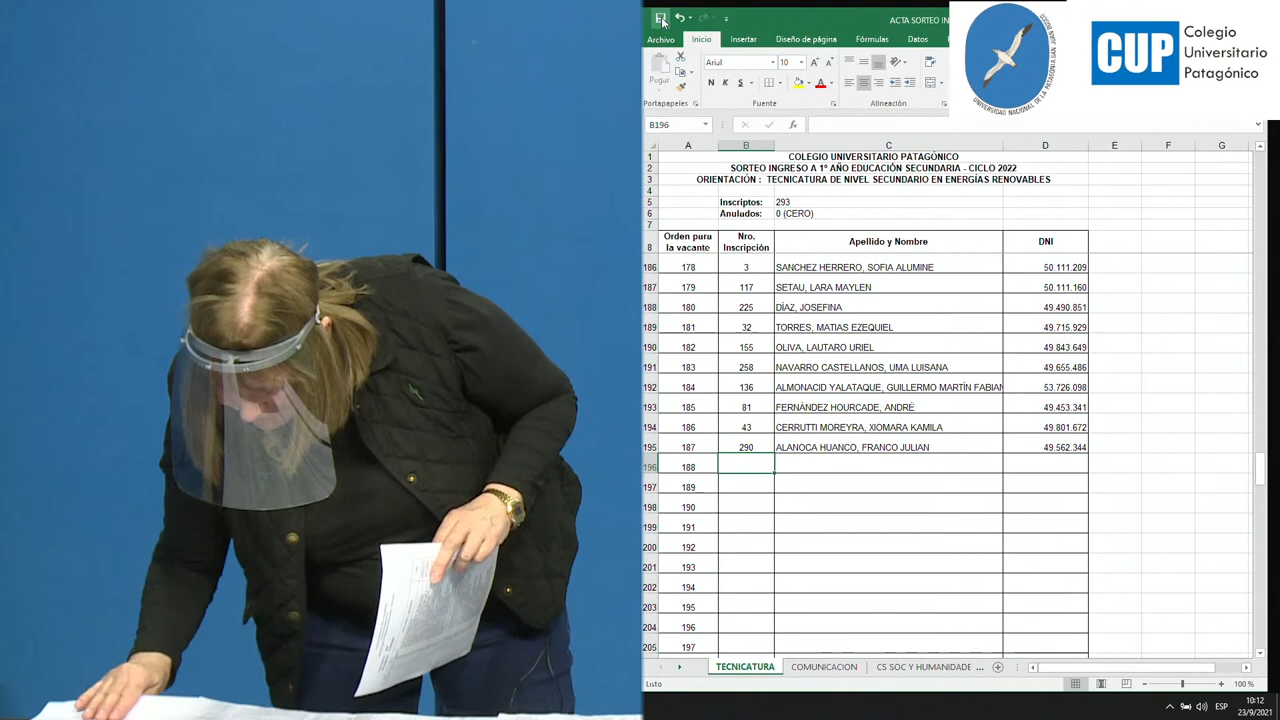 ACTA SORTEO IN
Archivo Inicio Insertar Diseño de página Fórmulas Datos
Pegar
Arial 10
N K S
Portapapeles Fuente Alineación
UNIVERSIDAD NACIONAL DE LA PATAGONIA SAN JUAN BOSCO
CUP
Colegio
Universitario
Patagónico
B196 fx
A B C D E F G
1 COLEGIO UNIVERSITARIO PATAGÓNICO
2 SORTEO INGRESO A 1º AÑO EDUCACIÓN SECUNDARIA - CICLO 2022
3 ORIENTACIÓN : TECNICATURA DE NIVEL SECUNDARIO EN ENERGÍAS RENOVABLES
4
5 Inscriptos: 293
6 Anulados: 0 (CERO)
7
8 Orden para la vacante Nro. Inscripción Apellido y Nombre DNI
186 178 3 SANCHEZ HERRERO, SOFIA ALUMINE 50.111.209
187 179 117 SETAU, LARA MAYLEN 50.111.160
188 180 225 DÍAZ, JOSEFINA 49.490.851
189 181 32 TORRES, MATIAS EZEQUIEL 49.715.929
190 182 155 OLIVA, LAUTARO URIEL 49.843.649
191 183 258 NAVARRO CASTELLANOS, UMA LUISANA 49.655.486
192 184 136 ALMONACID YALATAQUE, GUILLERMO MARTÍN FABIAN 53.726.098
193 185 81 FERNÁNDEZ HOURCADE, ANDRÉ 49.453.341
194 186 43 CERRUTTI MOREYRA, XIOMARA KAMILA 49.801.672
195 187 290 ALANOCA HUANCO, FRANCO JULIAN 49.562.344
196 188
197 189
198 190
199 191
200 192
201 193
202 194
203 195
204 196
205 197
TECNICATURA COMUNICACION CS SOC Y HUMANIDADE ...
Listo 100 %
ESP
10:12
23/9/2021